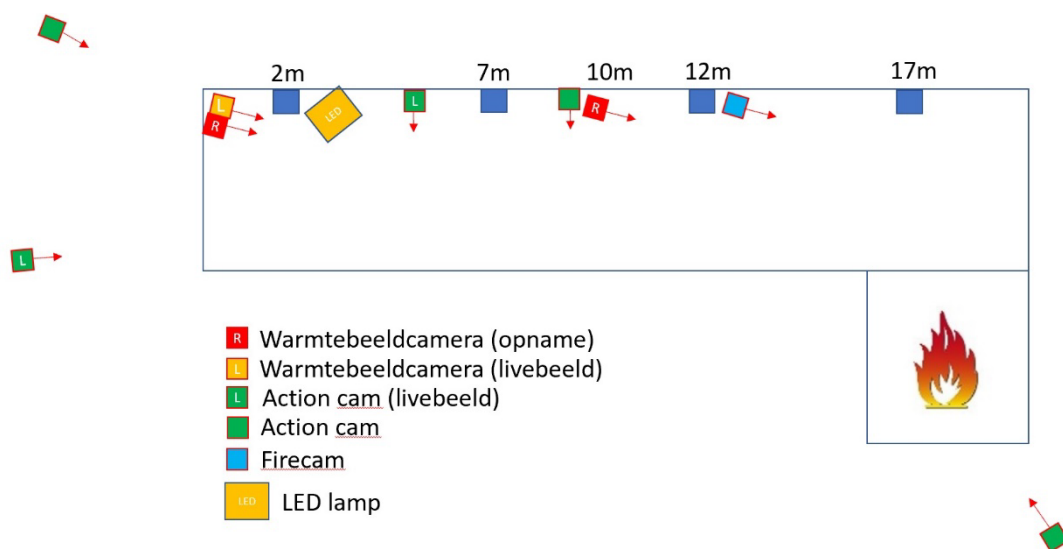 2m 7m 10m 12m 17m
L LED L R
R
L
R Warmtebeeldcamera (opname)
L Warmtebeeldcamera (livebeeld)
L Action cam (livebeeld)
Action cam
Firecam
LED LED lamp